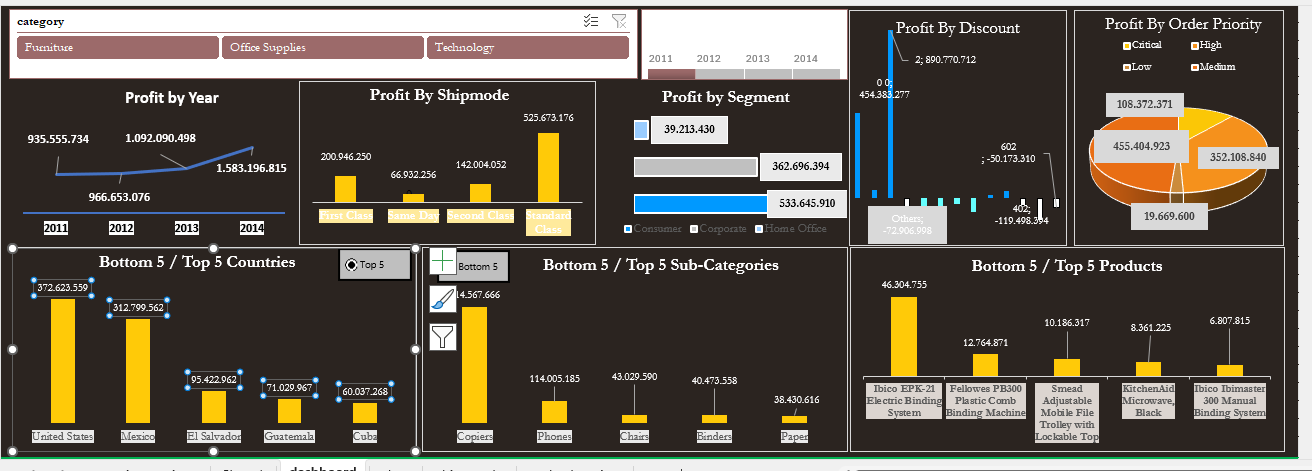 category
Furniture
Office Supplies
Technology
2011 2012 2013 2014
Profit by Year
935.555.734
966.653.076
1.092.090.498
1.583.196.815
2011 2012 2013 2014
Profit By Shipmode
200.946.250
66.932.256
142.004.052
525.673.176
First Class
Same Day
Second Class
Standard
Class
Profit by Segment
39.213.430
362.696.394
533.645.910
Consumer Corporate Home Office
Profit By Discount
2; 890.770.712
0 0;
454.383.277
602
; -50.173.310
402;
-119.498.394
Others;
-72.906.998
Profit By Order Priority
Critical High
Low Medium
108.372.371
455.404.923
352.108.840
19.669.600
Bottom 5 / Top 5 Countries
Top 5
Bottom 5
372.623.559
312.799.562
95.422.962
71.029.967
60.037.268
United States
Mexico
El Salvador
Guatemala
Cuba
Bottom 5 / Top 5 Sub-Categories
14.567.666
114.005.185
43.029.590
40.473.558
38.430.616
Copiers
Phones
Chairs
Binders
Paper
Bottom 5 / Top 5 Products
46.304.755
12.764.871
10.186.317
8.361.225
6.807.815
Ibico EPK-21
Electric Binding
System
Fellowes PB300
Plastic Comb
Binding Machine
Smead
Adjustable
Mobile File
Trolley with
Lockable Top
KitchenAid
Microwave,
Black
Ibico Ibimaster
300 Manual
Binding System
dashboard